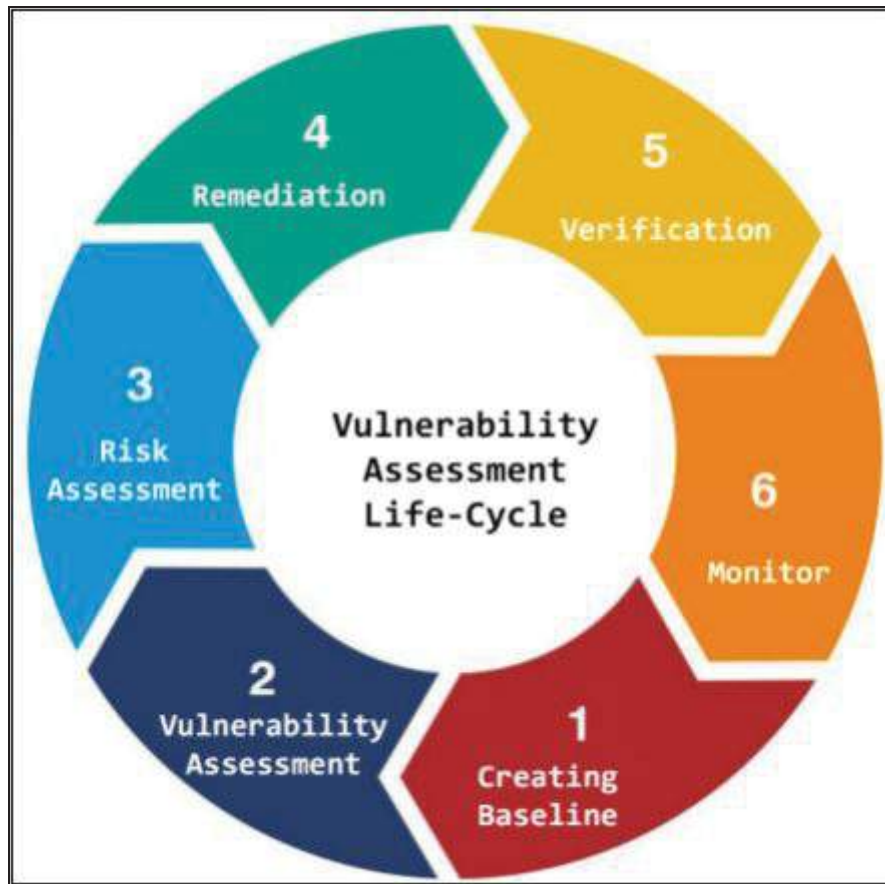 Vulnerability
Assessment
Life-Cycle
1
Creating
Baseline
2
Vulnerability
Assessment
3
Risk
Assessment
4
Remediation
5
Verification
6
Monitor